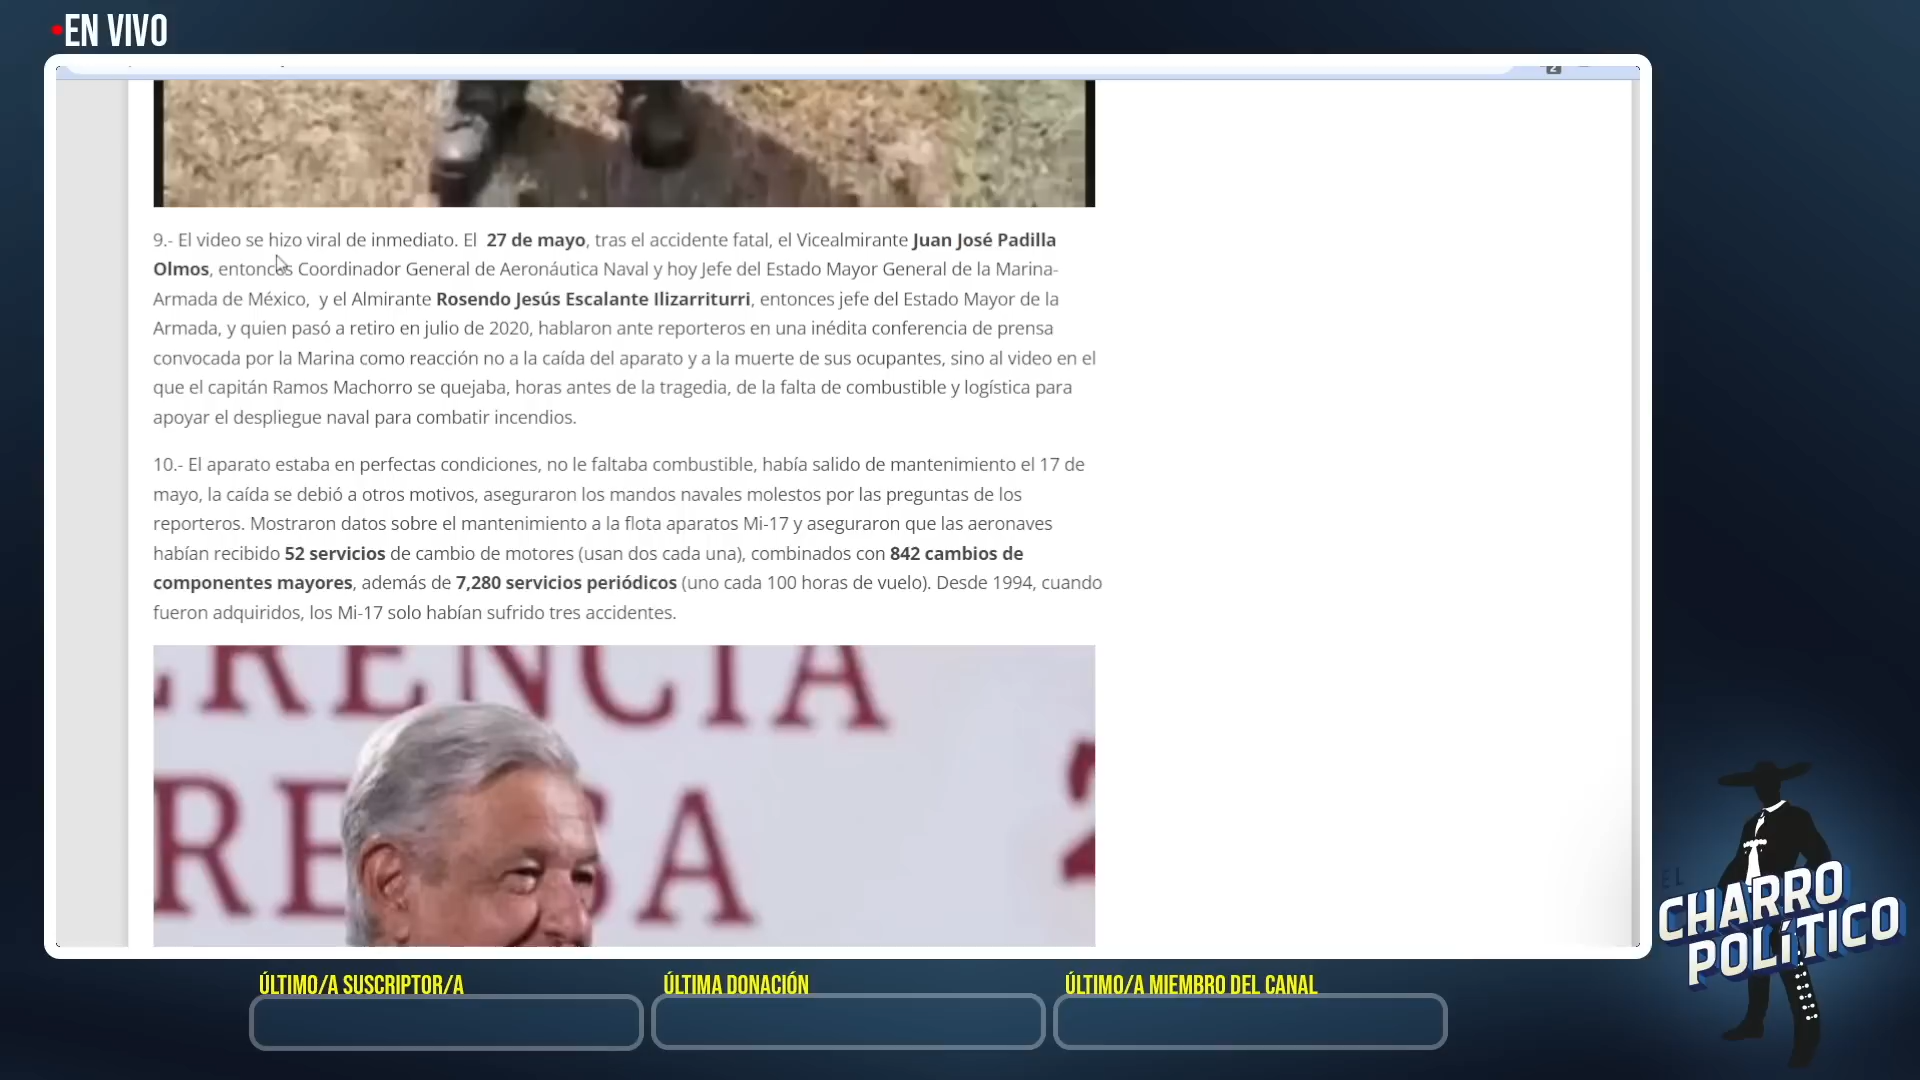 EN VIVO
9.- El video se hizo viral de inmediato. El  27 de mayo, tras el accidente fatal, el Vicealmirante Juan José Padilla
Olmos, entonces Coordinador General de Aeronáutica Naval y hoy Jefe del Estado Mayor General de la Marina-
Armada de México,  y el Almirante Rosendo Jesús Escalante Ilizarriturri, entonces jefe del Estado Mayor de la
Armada, y quien pasó a retiro en julio de 2020, hablaron ante reporteros en una inédita conferencia de prensa
convocada por la Marina como reacción no a la caída del aparato y a la muerte de sus ocupantes, sino al video en el
que el capitán Ramos Machorro se quejaba, horas antes de la tragedia, de la falta de combustible y logística para
apoyar el despliegue naval para combatir incendios.
10.- El aparato estaba en perfectas condiciones, no le faltaba combustible, había salido de mantenimiento el 17 de
mayo, la caída se debió a otros motivos, aseguraron los mandos navales molestos por las preguntas de los
reporteros. Mostraron datos sobre el mantenimiento a la flota aparatos Mi-17 y aseguraron que las aeronaves
habían recibido 52 servicios de cambio de motores (usan dos cada una), combinados con 842 cambios de
componentes mayores, además de 7,280 servicios periódicos (uno cada 100 horas de vuelo). Desde 1994, cuando
fueron adquiridos, los Mi-17 solo habían sufrido tres accidentes.
ERENCIA
RE SA
2
EL
CHARRO
POLÍTICO
ÚLTIMO/A SUSCRIPTOR/A
ÚLTIMA DONACIÓN
ÚLTIMO/A MIEMBRO DEL CANAL